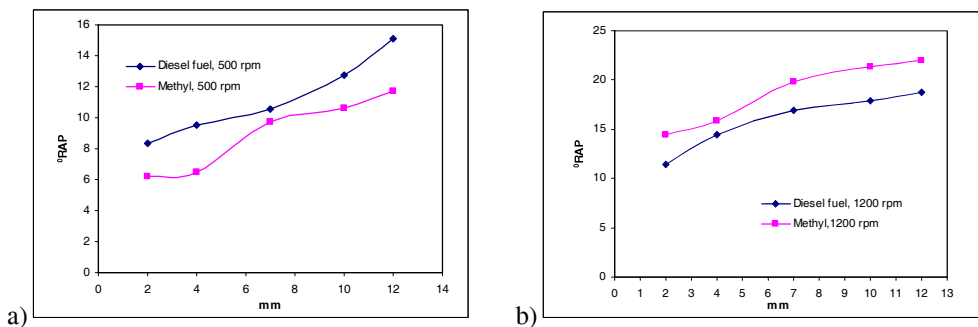 16
14
12
10
8
6
4
2
0
⁰RAP
Diesel fuel, 500 rpm
Methyl, 500 rpm
0 2 4 6 8 10 12 14
mm
a)
25
20
15
10
5
0
⁰RAP
Diesel fuel, 1200 rpm
Methyl,1200 rpm
0 1 2 3 4 5 6 7 8 9 10 11 12 13
mm
b)